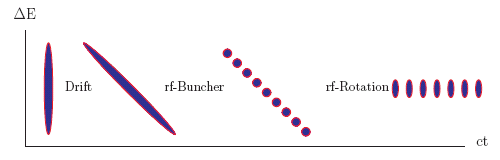 ΔE
Drift
rf-Buncher
rf-Rotation
ct